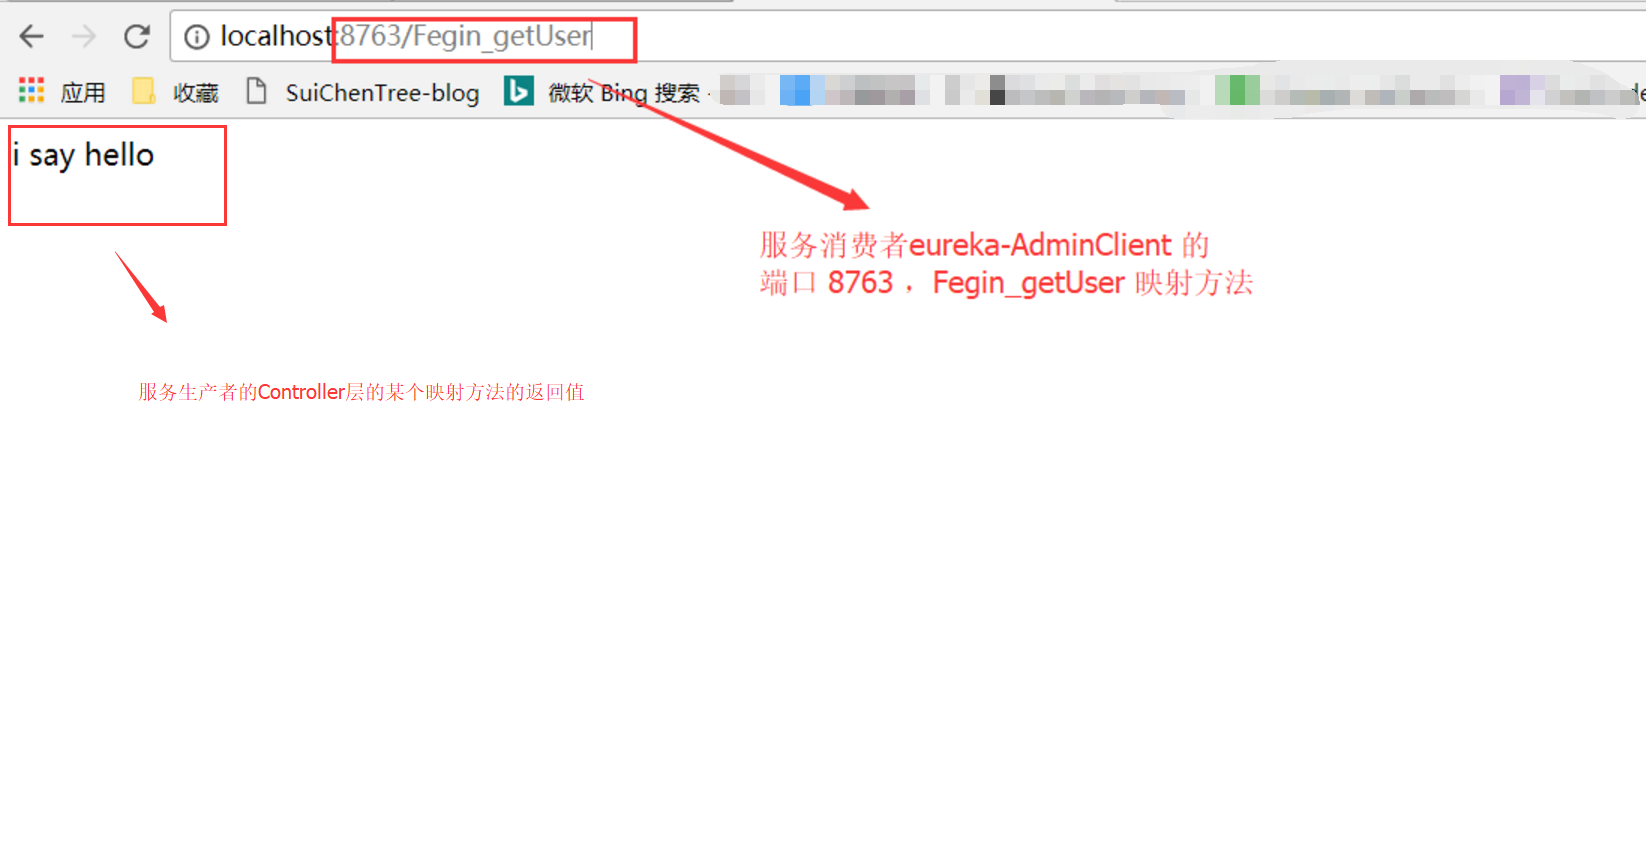 localhost:8763/Fegin_getUser
应用 收藏 SuiChenTree-blog 微软 Bing 搜索 ·
i say hello
服务消费者eureka-AdminClient 的
端口 8763 ，Fegin_getUser 映射方法
服务生产者的Controller层的某个映射方法的返回值